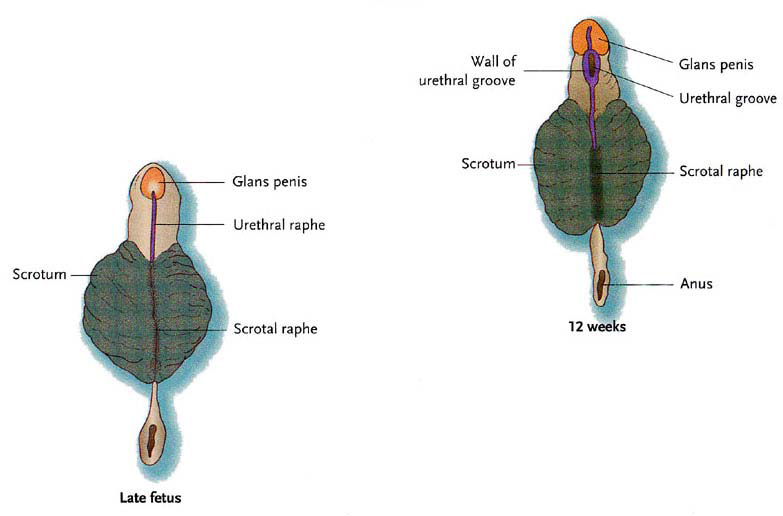 Glans penis
Urethral raphe
Scrotum
Scrotal raphe
Late fetus
Wall of
urethral groove
Glans penis
Urethral groove
Scrotum
Scrotal raphe
Anus
12 weeks